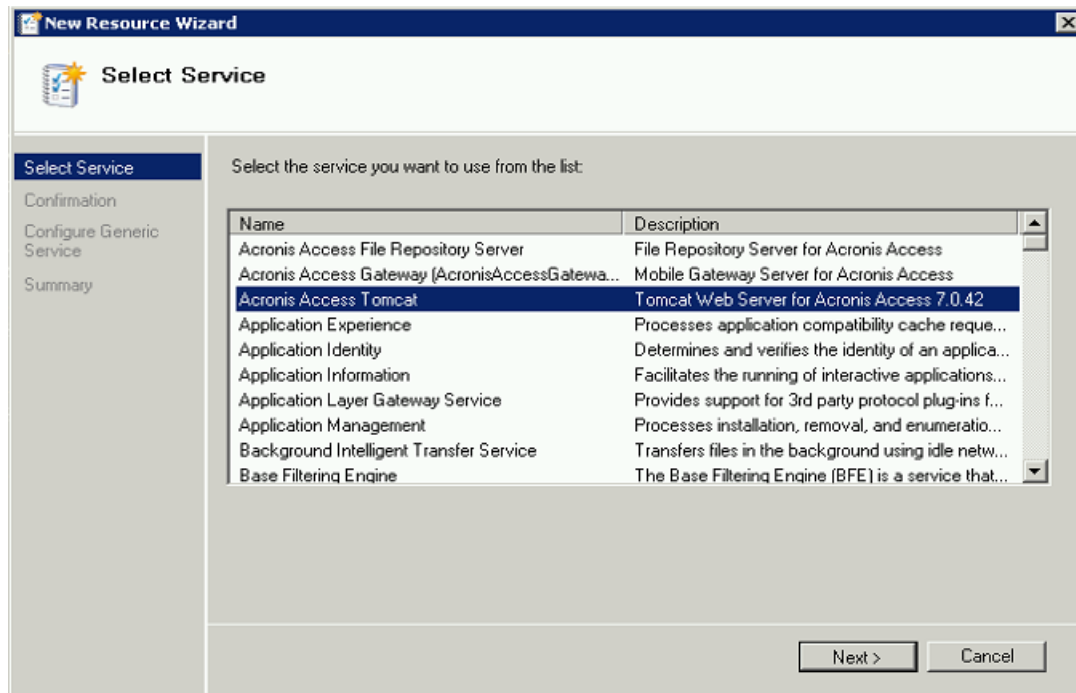 New Resource Wizard
Select Service
Select Service
Confirmation
Configure Generic
Service
Summary
Select the service you want to use from the list:
Name Description
Acronis Access File Repository Server File Repository Server for Acronis Access
Acronis Access Gateway (AcronisAccessGatewa... Mobile Gateway Server for Acronis Access
Acronis Access Tomcat Tomcat Web Server for Acronis Access 7.0.42
Application Experience Processes application compatibility cache reque...
Application Identity Determines and verifies the identity of an applica...
Application Information Facilitates the running of interactive applications...
Application Layer Gateway Service Provides support for 3rd party protocol plug-ins f...
Application Management Processes installation, removal, and enumeratio...
Background Intelligent Transfer Service Transfers files in the background using idle netw...
Base Filtering Engine The Base Filtering Engine (BFE) is a service that...
Next > Cancel